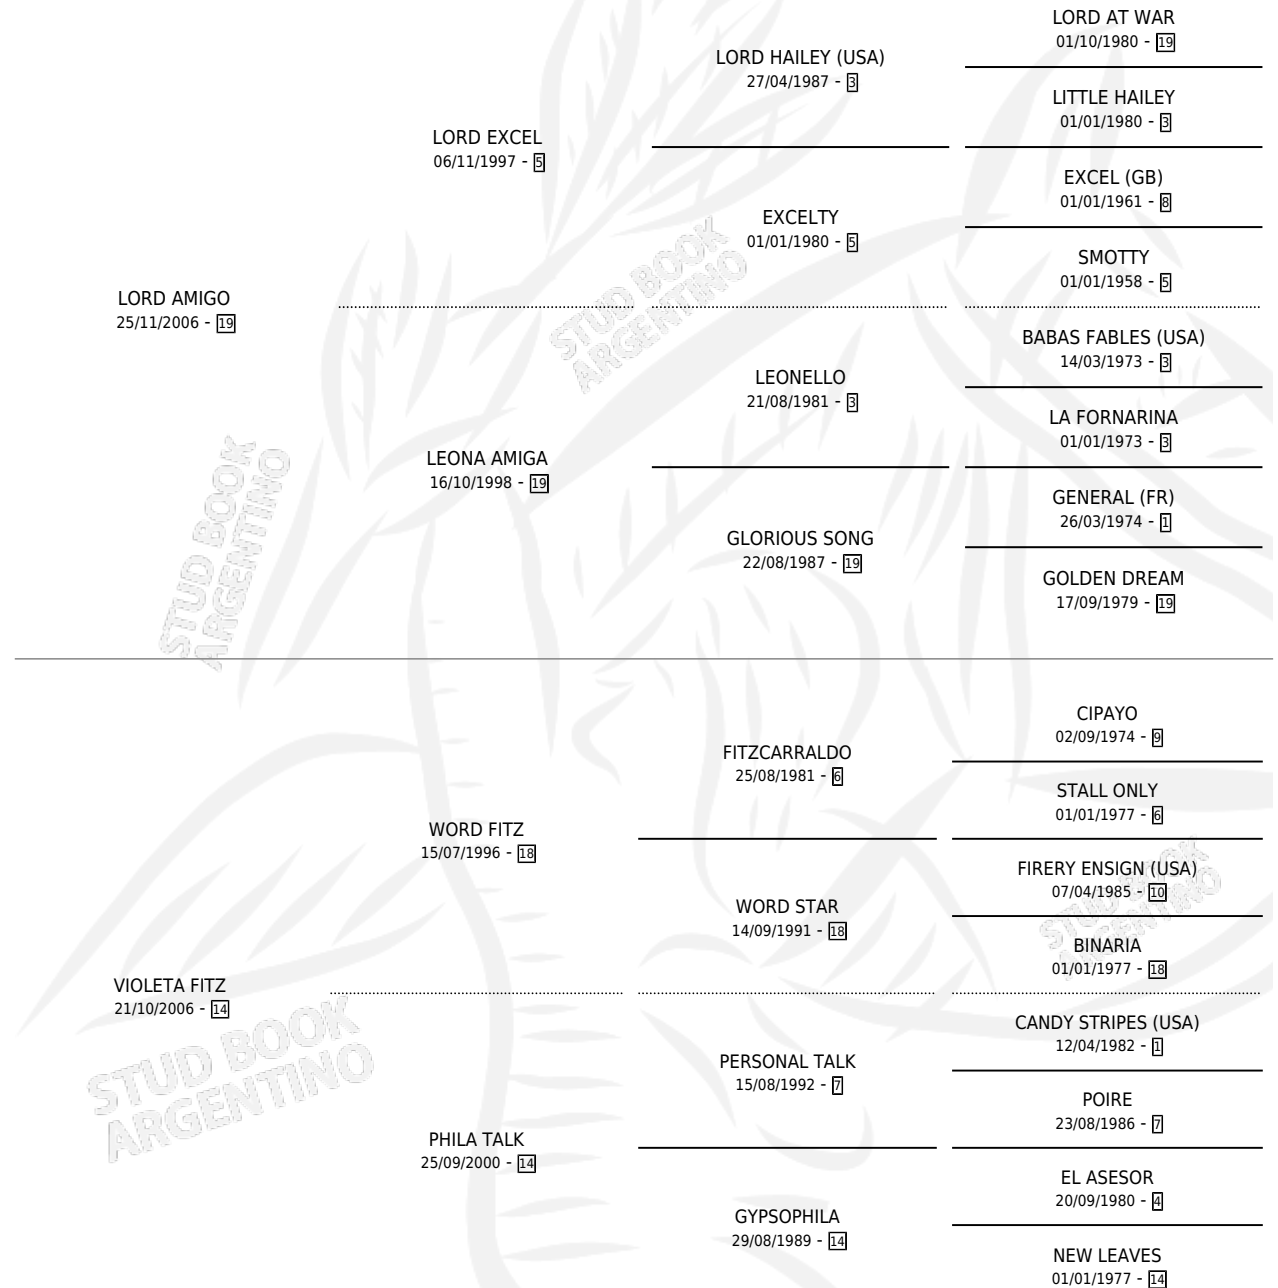 LORD AT WAR
01/10/1980 - 19
LORD HAILEY (USA)
27/04/1987 - 3
LITTLE HAILEY
01/01/1980 - 3
LORD EXCEL
06/11/1997 - 5
EXCEL (GB)
01/01/1961 - 8
EXCELTY
01/01/1980 - 5
SMOTTY
01/01/1958 - 5
LORD AMIGO
25/11/2006 - 19
BABAS FABLES (USA)
14/03/1973 - 3
LEONELLO
21/08/1981 - 3
LA FORNARINA
01/01/1973 - 3
LEONA AMIGA
16/10/1998 - 19
GENERAL (FR)
26/03/1974 - 1
GLORIOUS SONG
22/08/1987 - 19
GOLDEN DREAM
17/09/1979 - 19
CIPAYO
02/09/1974 - 9
FITZCARRALDO
25/08/1981 - 6
STALL ONLY
01/01/1977 - 6
WORD FITZ
15/07/1996 - 18
FIRERY ENSIGN (USA)
07/04/1985 - 10
WORD STAR
14/09/1991 - 18
BINARIA
01/01/1977 - 18
VIOLETA FITZ
21/10/2006 - 14
CANDY STRIPES (USA)
12/04/1982 - 1
PERSONAL TALK
15/08/1992 - 7
POIRE
23/08/1986 - 7
PHILA TALK
25/09/2000 - 14
EL ASESOR
20/09/1980 - 4
GYPSOPHILA
29/08/1989 - 14
NEW LEAVES
01/01/1977 - 14
STUD BOOK
ARGENTINO
STUD BOOK
ARGENTINO
STUD BOOK
ARGENTINO
STUD BOOK
ARGENTINO